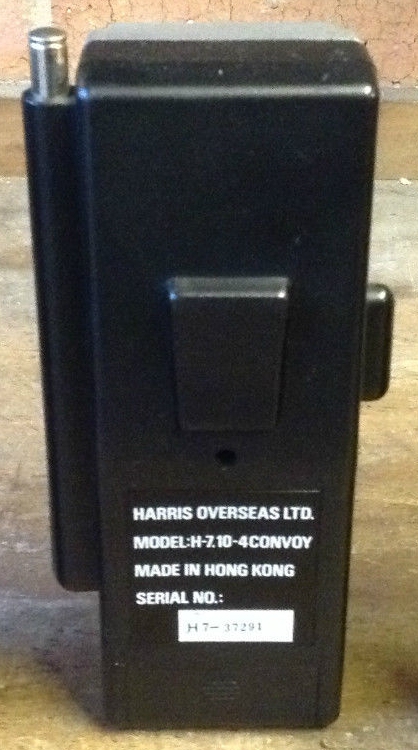 HARRIS OVERSEAS LTD.
MODEL:H-7.10-4CONVOY
MADE IN HONG KONG
SERIAL NO.:
H7-37291